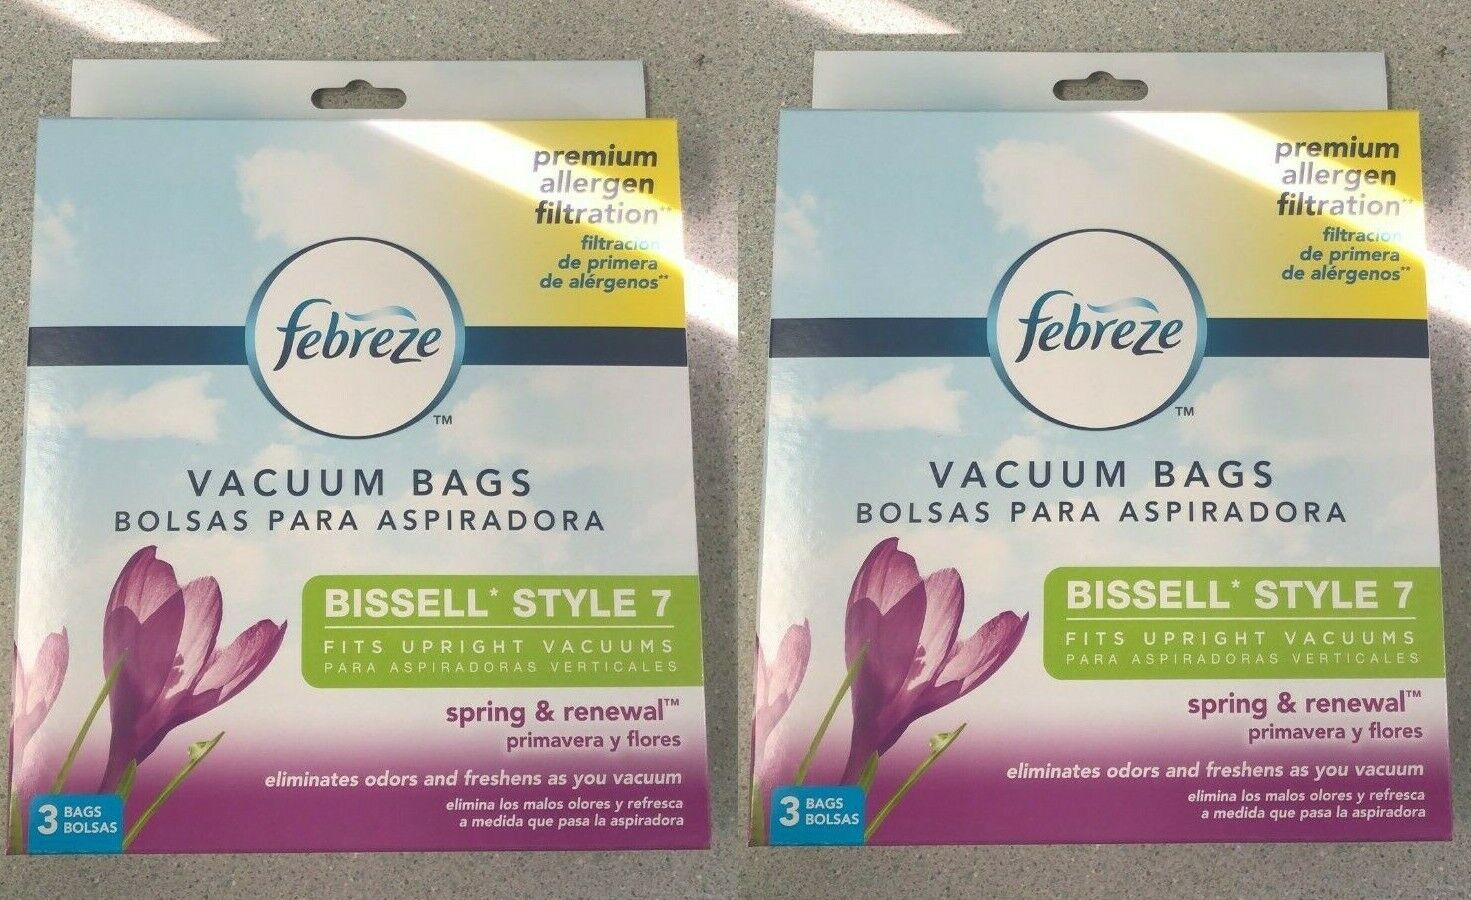 premium
allergen
filtration**
filtración
de primera
de alérgenos**
febreze
TM
VACUUM BAGS
BOLSAS PARA ASPIRADORA
BISSELL* STYLE 7
FITS UPRIGHT VACUUMS
PARA ASPIRADORAS VERTICALES
spring & renewal™
primavera y flores
eliminates odors and freshens as you vacuum
elimina los malos olores y refresca
a medida que pasa la aspiradora
3 BAGS
BOLSAS
premium
allergen
filtration**
filtración
de primera
de alérgenos**
febreze
TM
VACUUM BAGS
BOLSAS PARA ASPIRADORA
BISSELL* STYLE 7
FITS UPRIGHT VACUUMS
PARA ASPIRADORAS VERTICALES
spring & renewal™
primavera y flores
eliminates odors and freshens as you vacuum
elimina los malos olores y refresca
a medida que pasa la aspiradora
3 BAGS
BOLSAS